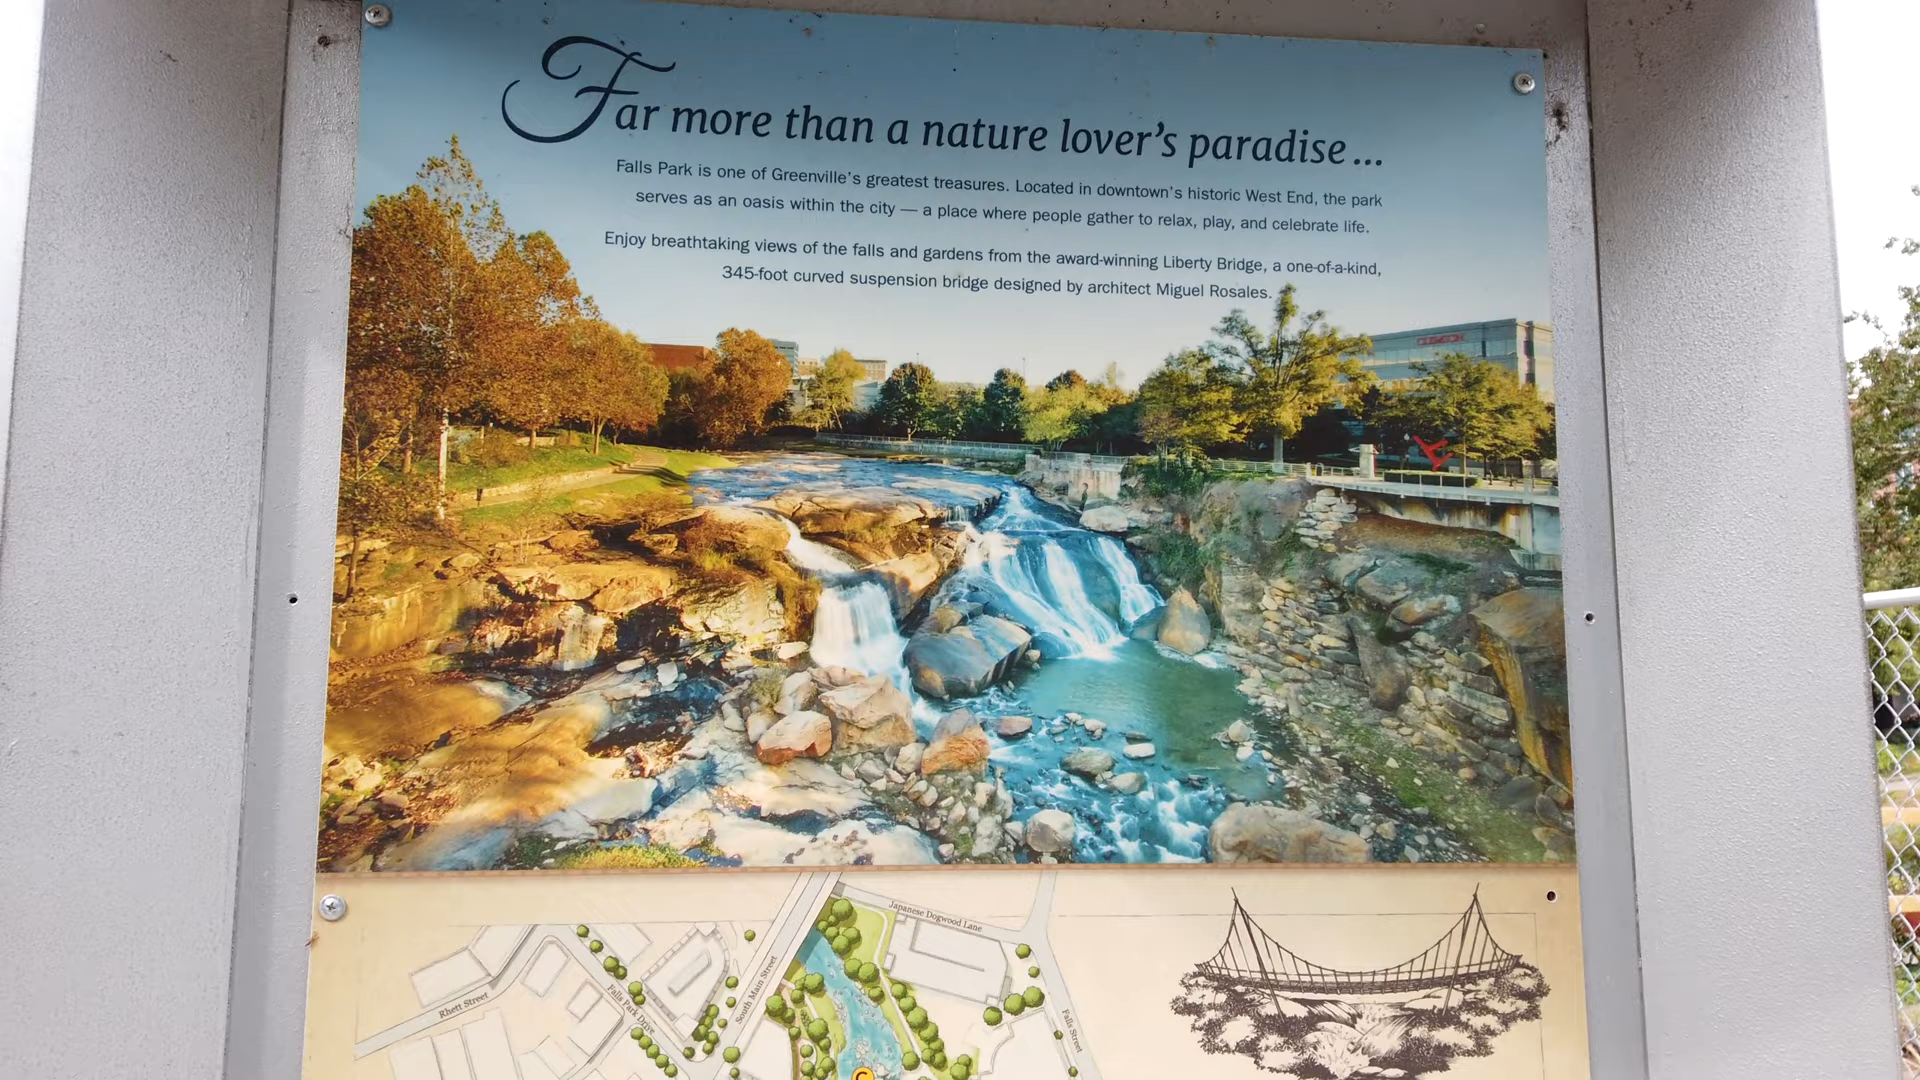 Far more than a nature lover's paradise...
Falls Park is one of Greenville's greatest treasures. Located in downtown's historic West End, the park
serves as an oasis within the city — a place where people gather to relax, play, and celebrate life.
Enjoy breathtaking views of the falls and gardens from the award-winning Liberty Bridge, a one-of-a-kind,
345-foot curved suspension bridge designed by architect Miguel Rosales.
Japanese Dogwood Lane
Rhett Street
Falls Park Drive
South Main Street
Falls Street
C